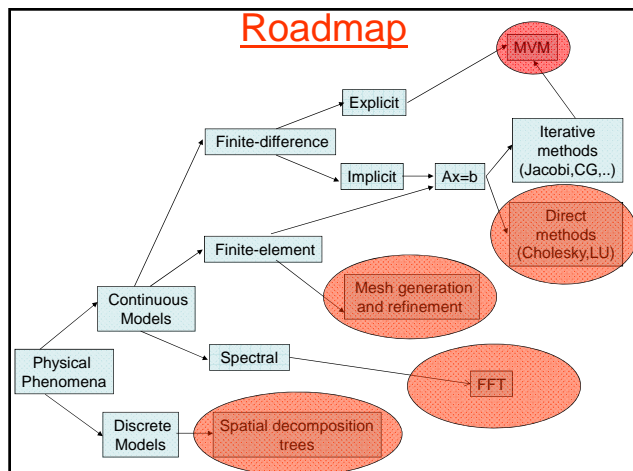 Roadmap
MVM
Explicit
Finite-difference
Iterative
methods
(Jacobi,CG,..)
Implicit
Ax=b
Direct
methods
(Cholesky,LU)
Finite-element
Mesh generation
and refinement
Continuous
Models
Physical
Phenomena
Spectral
FFT
Discrete
Models
Spatial decomposition
trees